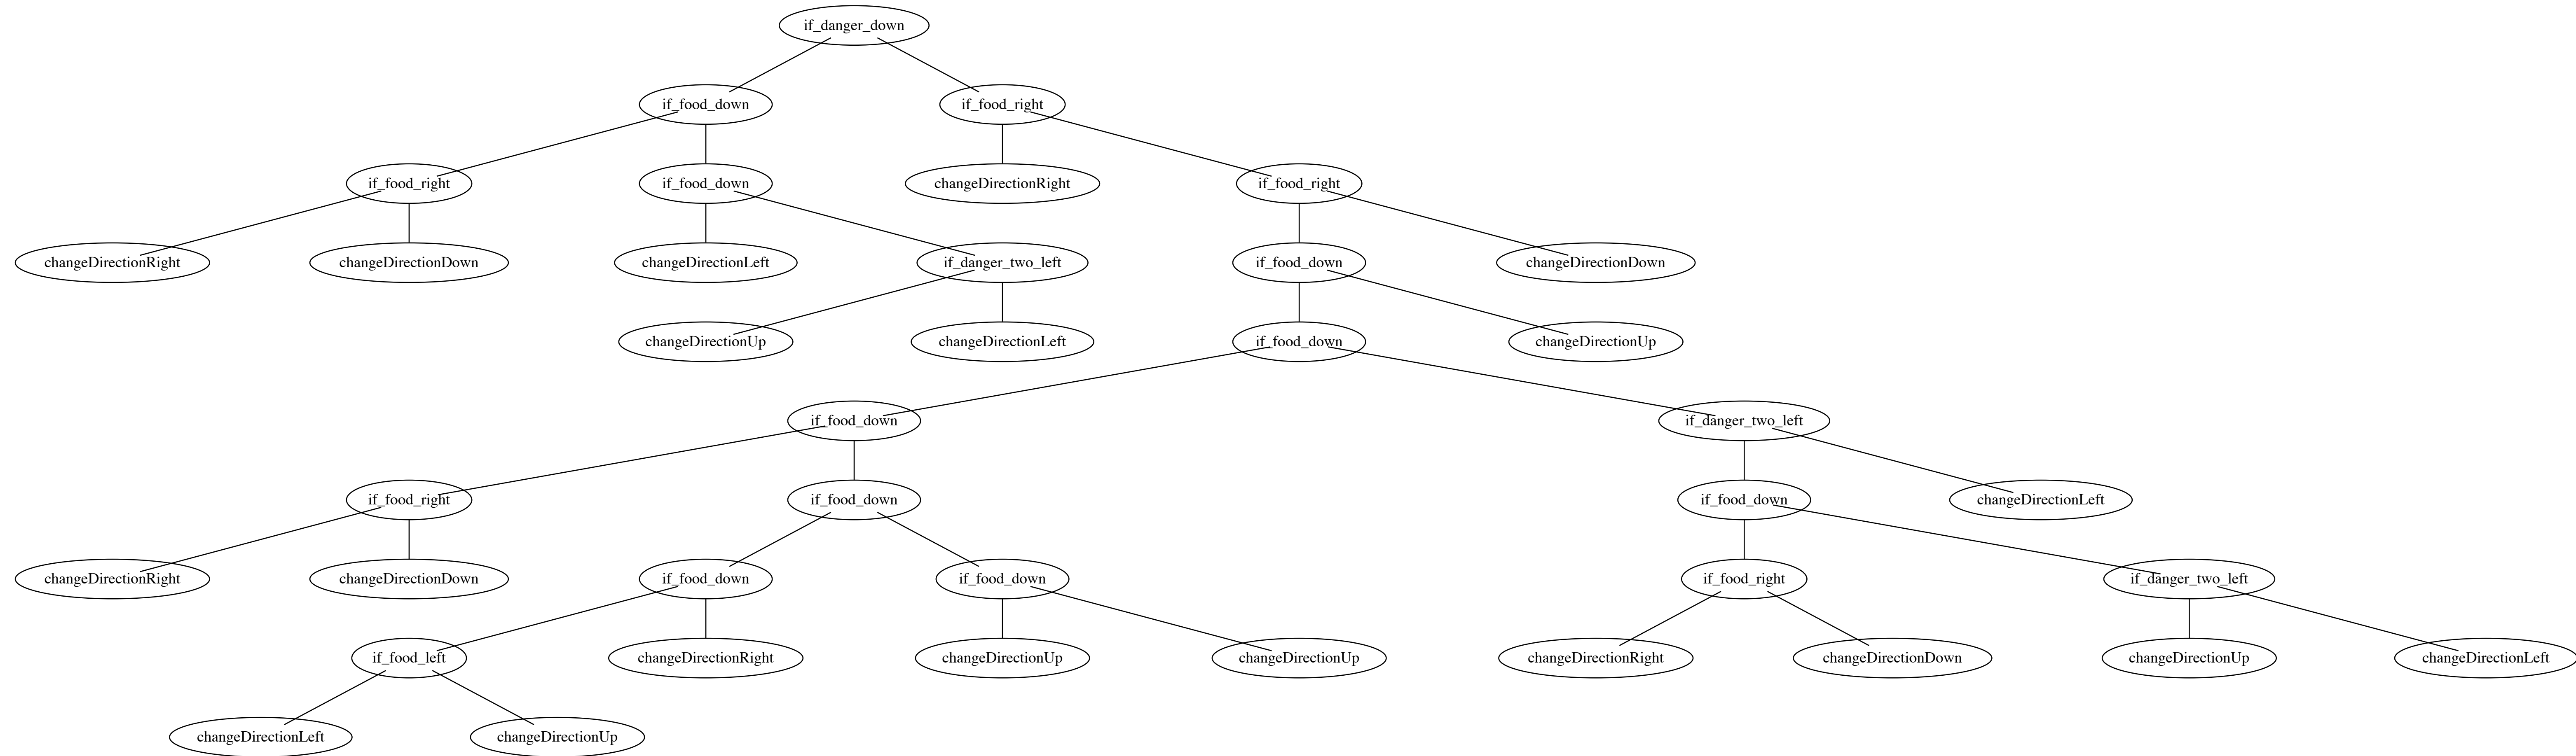 if_danger_down
if_food_down
if_food_right
if_food_right
if_food_down
changeDirectionRight
if_food_right
changeDirectionRight
changeDirectionDown
changeDirectionLeft
if_danger_two_left
if_food_down
changeDirectionDown
changeDirectionUp
changeDirectionLeft
if_food_down
changeDirectionUp
if_food_down
if_danger_two_left
if_food_right
if_food_down
if_food_down
changeDirectionLeft
changeDirectionRight
changeDirectionDown
if_food_down
if_food_down
if_food_right
if_danger_two_left
if_food_left
changeDirectionRight
changeDirectionUp
changeDirectionUp
changeDirectionRight
changeDirectionDown
changeDirectionUp
changeDirectionLeft
changeDirectionLeft
changeDirectionUp